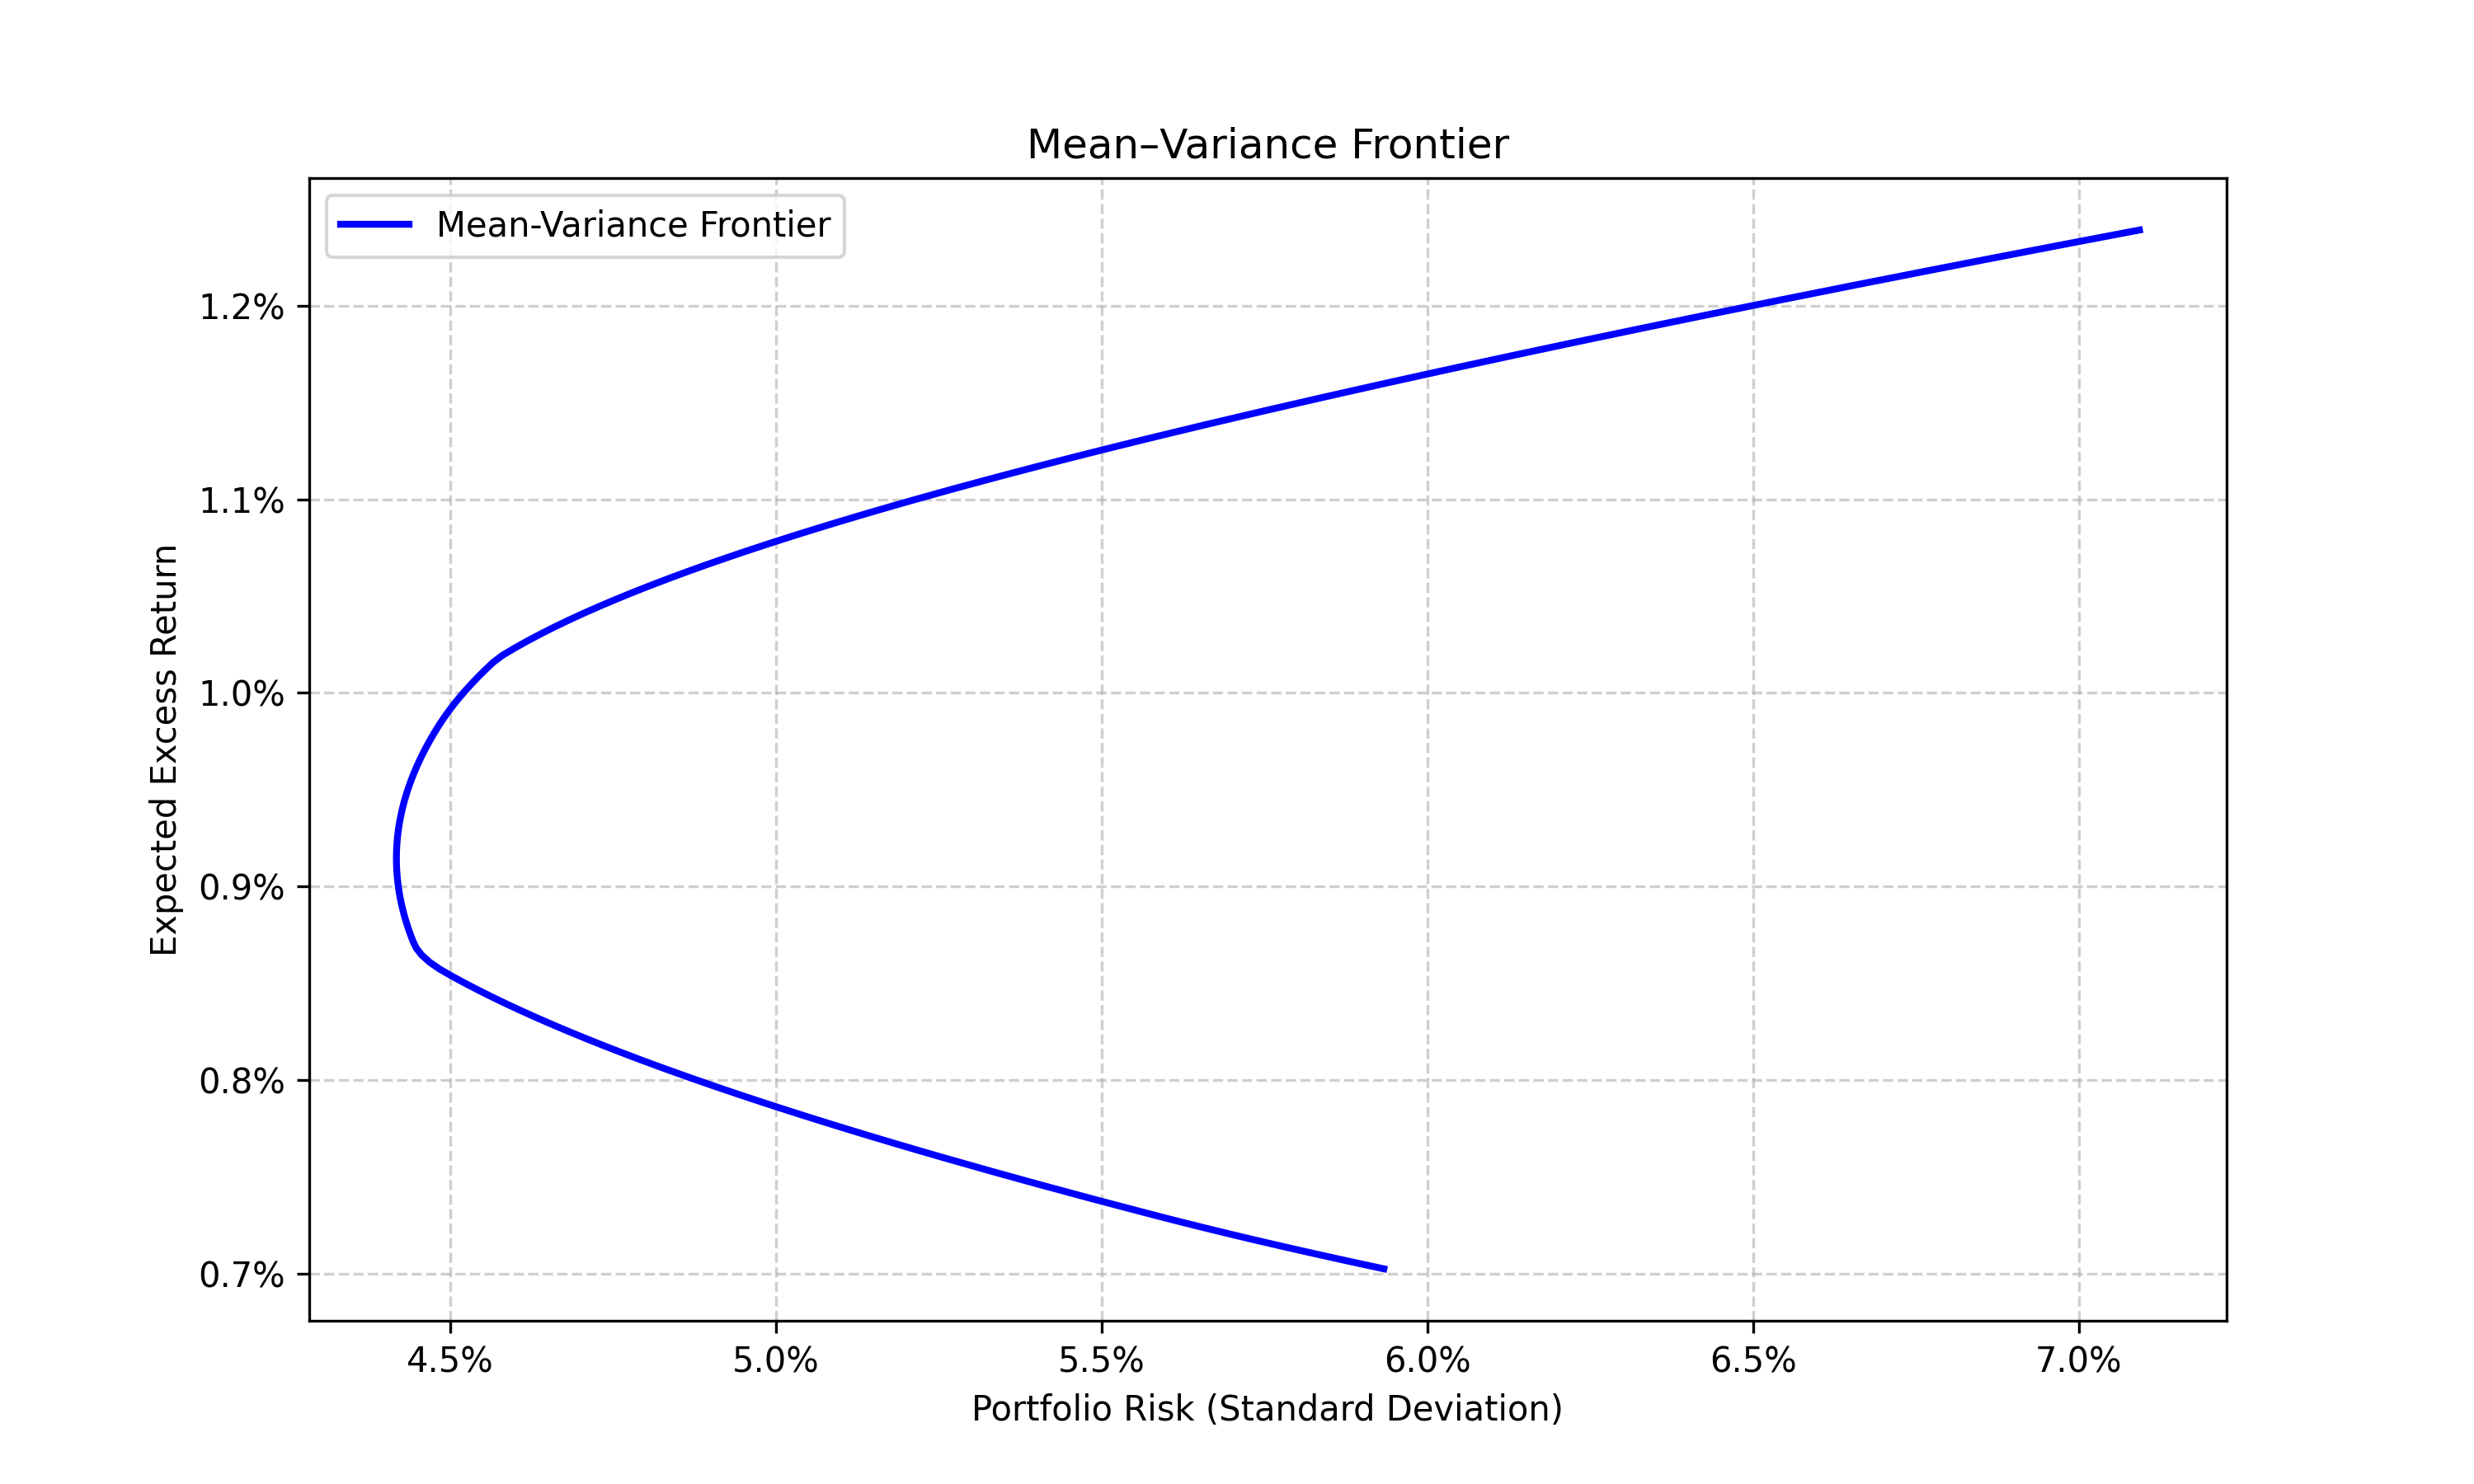 Mean–Variance Frontier
Mean-Variance Frontier
Expected Excess Return
1.2%
1.1%
1.0%
0.9%
0.8%
0.7%
4.5% 5.0% 5.5% 6.0% 6.5% 7.0%
Portfolio Risk (Standard Deviation)